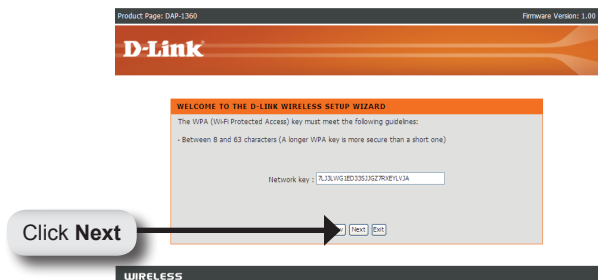 Product Page: DAP-1360 Firmware Version: 1.00
D-Link
WELCOME TO THE D-LINK WIRELESS SETUP WIZARD
The WPA (Wi-Fi Protected Access) key must meet the following guidelines:
- Between 8 and 63 characters (A longer WPA key is more secure than a short one)
Network key :
Click Next
Next Exit
WIRELESS